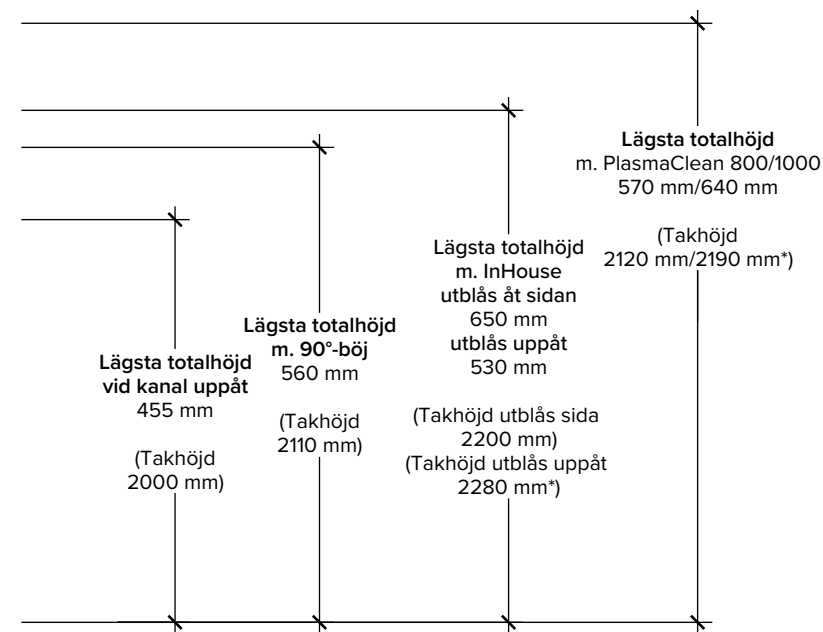 Lägsta totalhöjd
vid kanal uppåt
455 mm
(Takhöjd
2000 mm)
Lägsta totalhöjd
m. 90°-böj
560 mm
(Takhöjd
2110 mm)
Lägsta totalhöjd
m. InHouse
utblås åt sidan
650 mm
utblås uppåt
530 mm
(Takhöjd utblås sida
2200 mm)
(Takhöjd utblås uppåt
2280 mm*)
Lägsta totalhöjd
m. PlasmaClean 800/1000
570 mm/640 mm
(Takhöjd
2120 mm/2190 mm*)